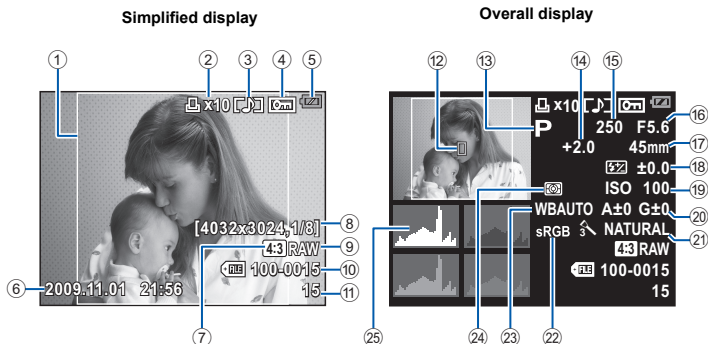 Simplified display
Overall display
1
2
3
4
5
x10
[4032x3024,1/8]
8
4:3 RAW
9
FILE 100-0015
10
6
2009.11.01 21:56
15
11
7
12
13
14
15
x10
P
250 F5.6
16
+2.0
45mm
17
±0.0
18
ISO 100
19
WBAUTO A±0 G±0
20
sRGB
3
NATURAL
21
4:3 RAW
FILE 100-0015
15
25
24
23
22